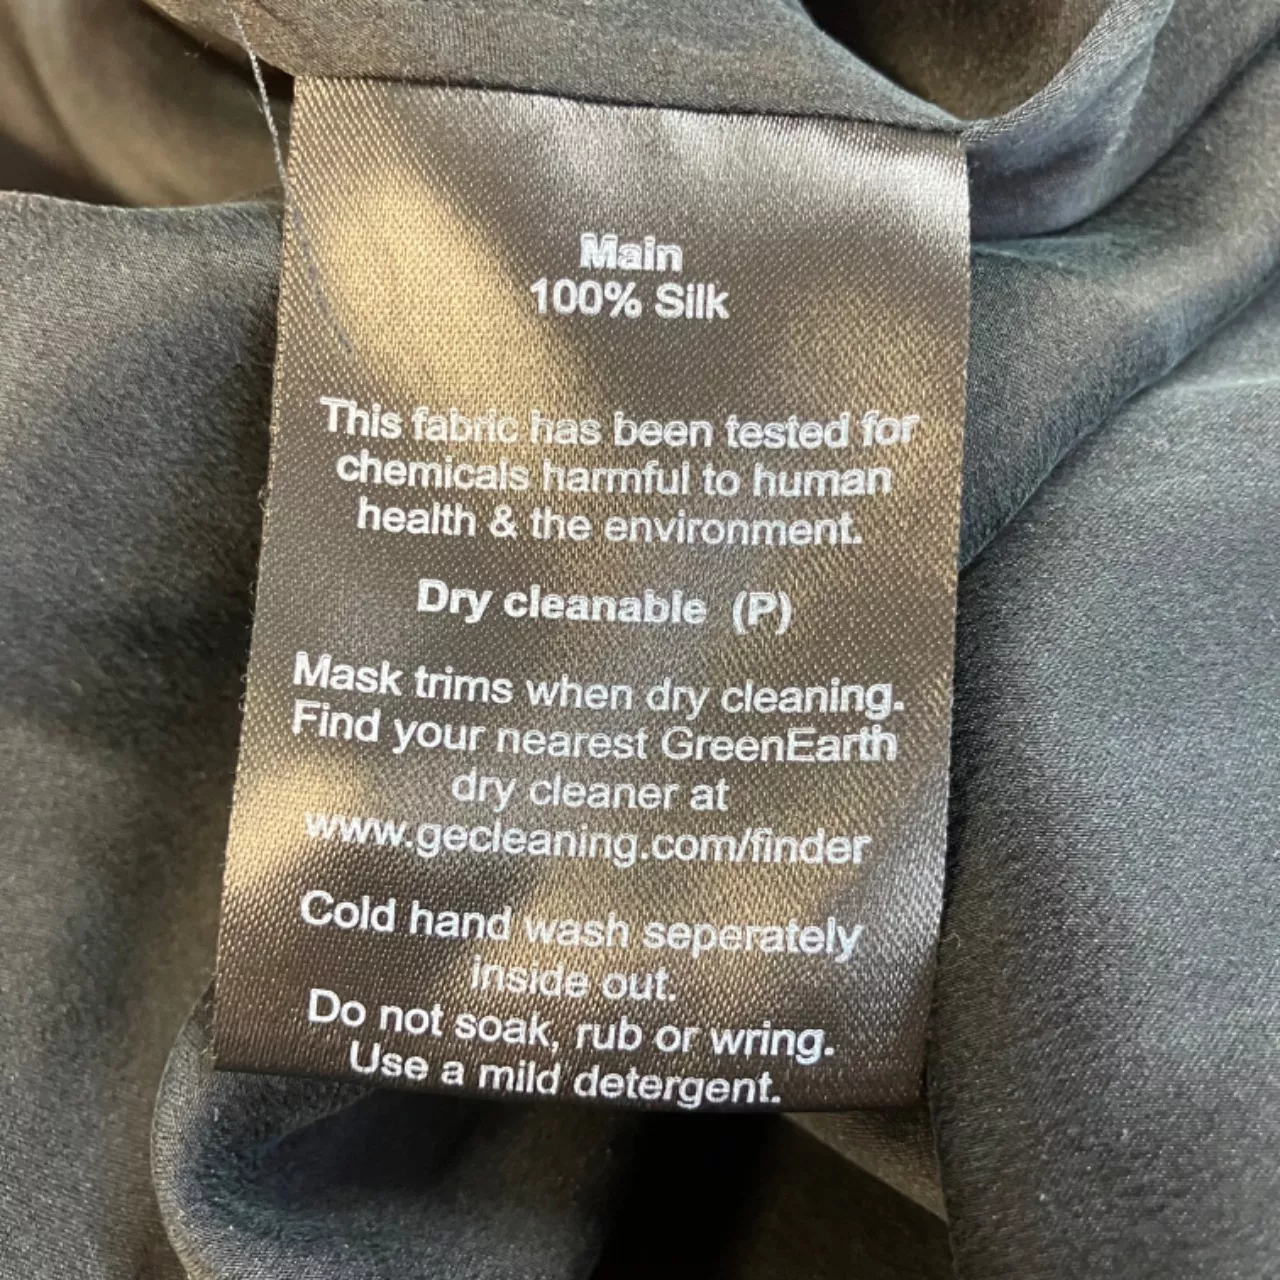 Main
100% Silk
This fabric has been tested for
chemicals harmful to human
health & the environment.
Dry cleanable (P)
Mask trims when dry cleaning.
Find your nearest GreenEarth
dry cleaner at
www.gecleaning.com/finder
Cold hand wash seperately
inside out.
Do not soak, rub or wring.
Use a mild detergent.